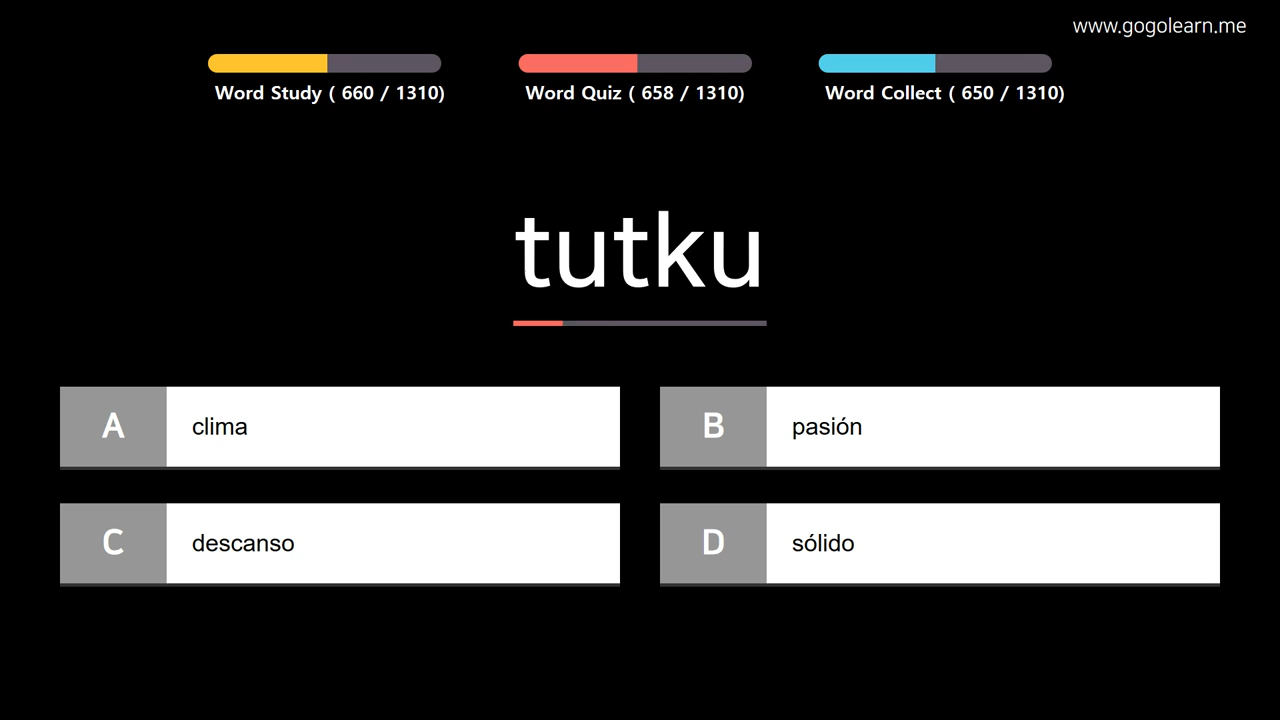 www.gogolearn.me
Word Study ( 660 / 1310)
Word Quiz ( 658 / 1310)
Word Collect ( 650 / 1310)
tutku
A
clima
B
pasión
C
descanso
D
sólido